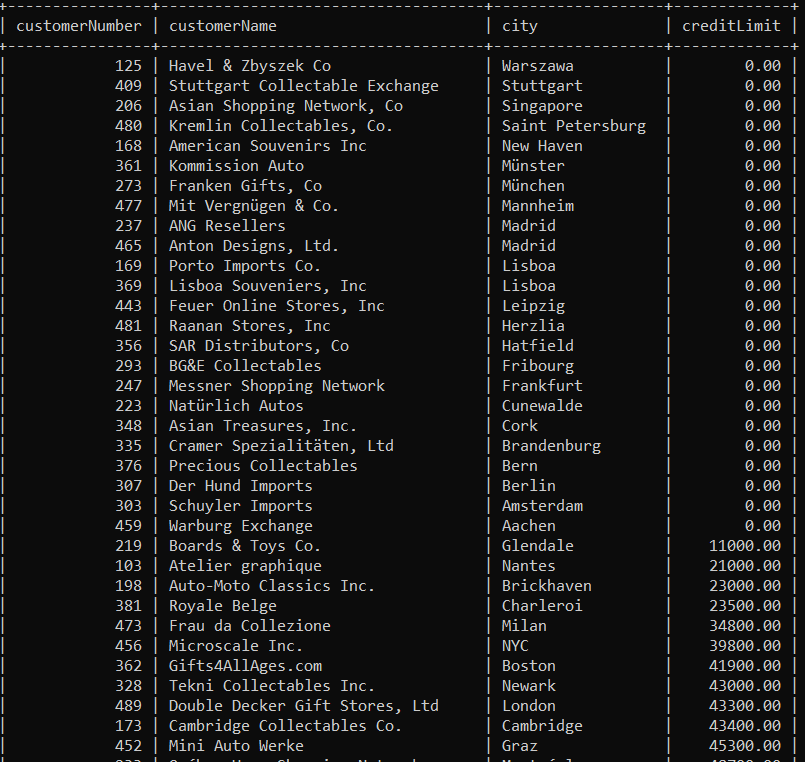 customerNumber | customerName | city | creditLimit |
125 | Havel & Zbyszek Co | Warszawa | 0.00 |
409 | Stuttgart Collectable Exchange | Stuttgart | 0.00 |
206 | Asian Shopping Network, Co | Singapore | 0.00 |
480 | Kremlin Collectables, Co. | Saint Petersburg | 0.00 |
168 | American Souvenirs Inc | New Haven | 0.00 |
361 | Kommission Auto | Münster | 0.00 |
273 | Franken Gifts, Co | München | 0.00 |
477 | Mit Vergnügen & Co. | Mannheim | 0.00 |
237 | ANG Resellers | Madrid | 0.00 |
465 | Anton Designs, Ltd. | Madrid | 0.00 |
169 | Porto Imports Co. | Lisboa | 0.00 |
369 | Lisboa Souveniers, Inc | Lisboa | 0.00 |
443 | Feuer Online Stores, Inc | Leipzig | 0.00 |
481 | Raanan Stores, Inc | Herzlia | 0.00 |
356 | SAR Distributors, Co | Hatfield | 0.00 |
293 | BG&E Collectables | Fribourg | 0.00 |
247 | Messner Shopping Network | Frankfurt | 0.00 |
223 | Natürlich Autos | Cunewalde | 0.00 |
348 | Asian Treasures, Inc. | Cork | 0.00 |
335 | Cramer Spezialitäten, Ltd | Brandenburg | 0.00 |
376 | Precious Collectables | Bern | 0.00 |
307 | Der Hund Imports | Berlin | 0.00 |
303 | Schuyler Imports | Amsterdam | 0.00 |
459 | Warburg Exchange | Aachen | 0.00 |
219 | Boards & Toys Co. | Glendale | 11000.00 |
103 | Atelier graphique | Nantes | 21000.00 |
198 | Auto-Moto Classics Inc. | Brickhaven | 23000.00 |
381 | Royale Belge | Charleroi | 23500.00 |
473 | Frau da Collezione | Milan | 34800.00 |
456 | Microscale Inc. | NYC | 39800.00 |
362 | Gifts4AllAges.com | Boston | 41900.00 |
328 | Tekni Collectables Inc. | Newark | 43000.00 |
489 | Double Decker Gift Stores, Ltd | London | 43300.00 |
173 | Cambridge Collectables Co. | Cambridge | 43400.00 |
452 | Mini Auto Werke | Graz | 45300.00 |